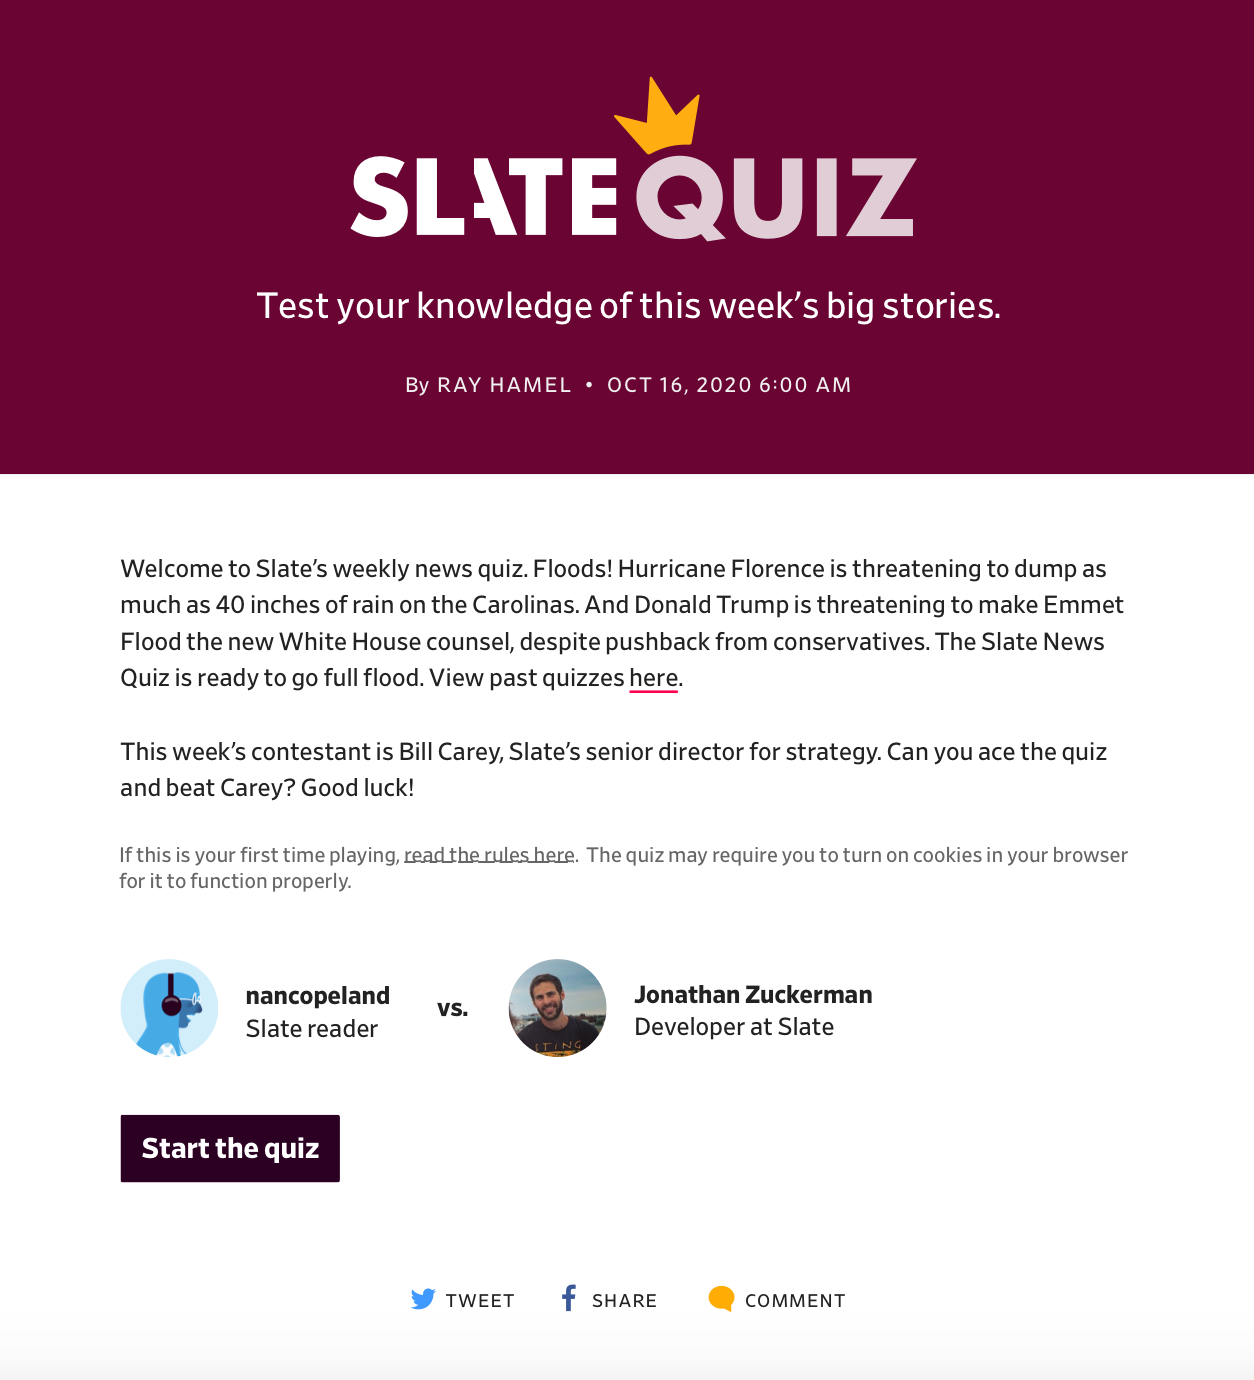 SLATE QUIZ
Test your knowledge of this week’s big stories.
By RAY HAMEL • OCT 16, 2020 6:00 AM
Welcome to Slate’s weekly news quiz. Floods! Hurricane Florence is threatening to dump as
much as 40 inches of rain on the Carolinas. And Donald Trump is threatening to make Emmet
Flood the new White House counsel, despite pushback from conservatives. The Slate News
Quiz is ready to go full flood. View past quizzes here.
This week’s contestant is Bill Carey, Slate’s senior director for strategy. Can you ace the quiz
and beat Carey? Good luck!
If this is your first time playing, read the rules here. The quiz may require you to turn on cookies in your browser
for it to function properly.
nancopeland
Slate reader
vs.
STING
Jonathan Zuckerman
Developer at Slate
Start the quiz
TWEET
SHARE
COMMENT